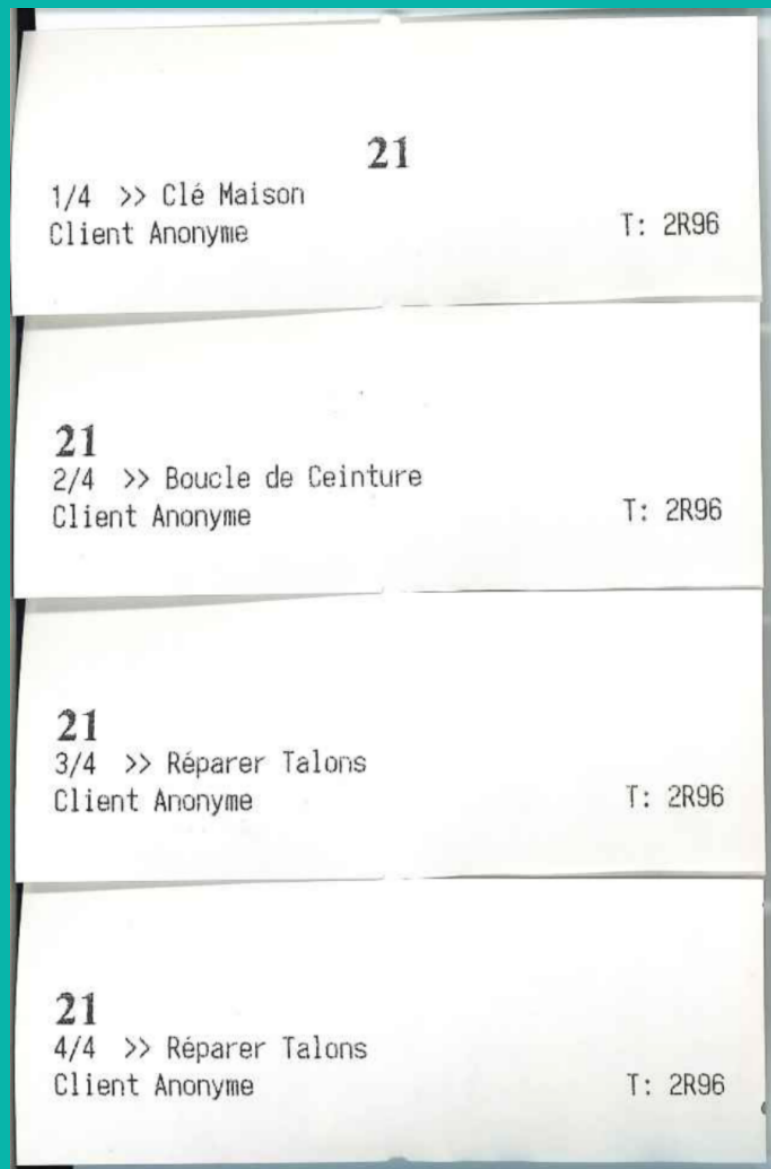 21
1/4 >> Clé Maison
Client Anonyme T: 2R96
21
2/4 >> Boucle de Ceinture
Client Anonyme T: 2R96
21
3/4 >> Réparer Talons
Client Anonyme T: 2R96
21
4/4 >> Réparer Talons
Client Anonyme T: 2R96